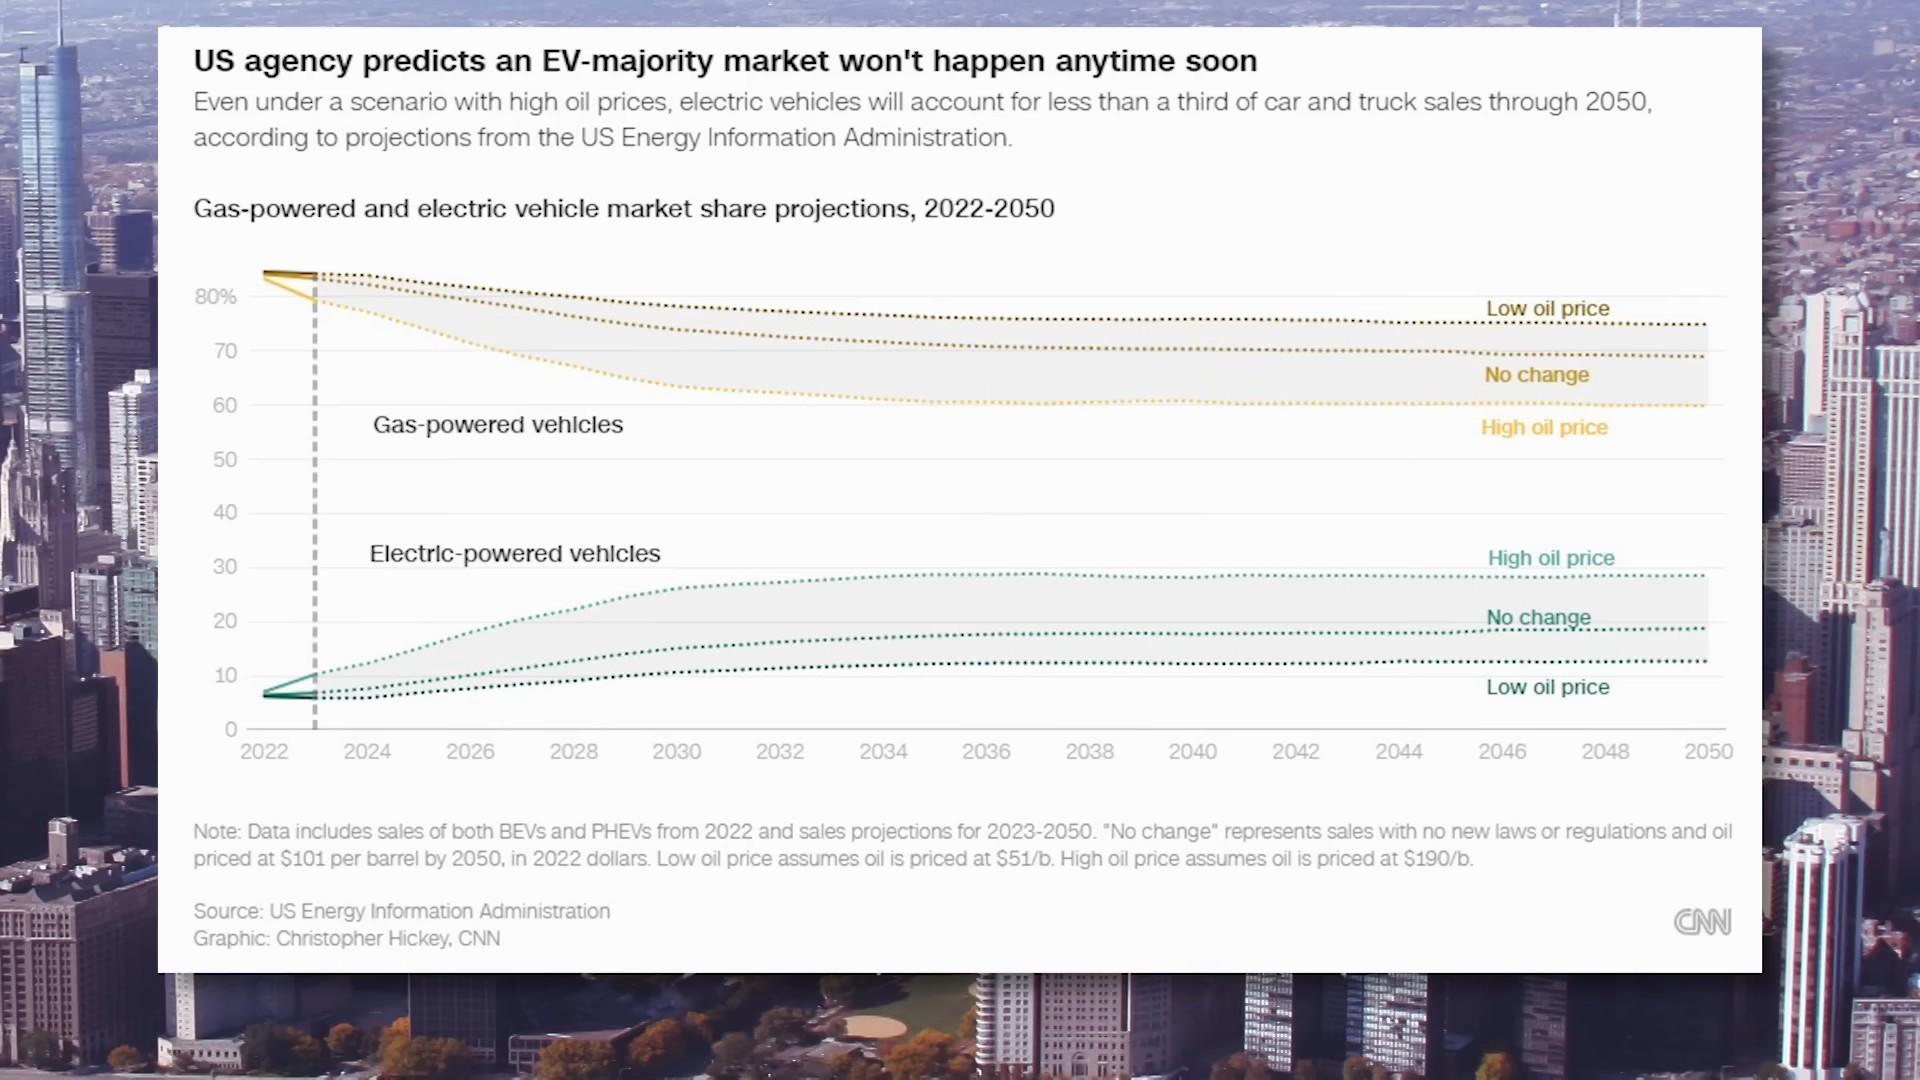 US agency predicts an EV-majority market won't happen anytime soon
Even under a scenario with high oil prices, electric vehicles will account for less than a third of car and truck sales through 2050,
according to projections from the US Energy Information Administration.
Gas-powered and electric vehicle market share projections, 2022-2050
80%
Low oil price
70
No change
60
Gas-powered vehicles
High oil price
50
40
Electric-powered vehicles
High oil price
30
No change
20
10
Low oil price
0
2022 2024 2026 2028 2030 2032 2034 2036 2038 2040 2042 2044 2046 2048 2050
Note: Data includes sales of both BEVs and PHEVs from 2022 and sales projections for 2023-2050. "No change" represents sales with no new laws or regulations and oil
priced at $101 per barrel by 2050, in 2022 dollars. Low oil price assumes oil is priced at $51/b. High oil price assumes oil is priced at $190/b.
Source: US Energy Information Administration
Graphic: Christopher Hickey, CNN
CNN